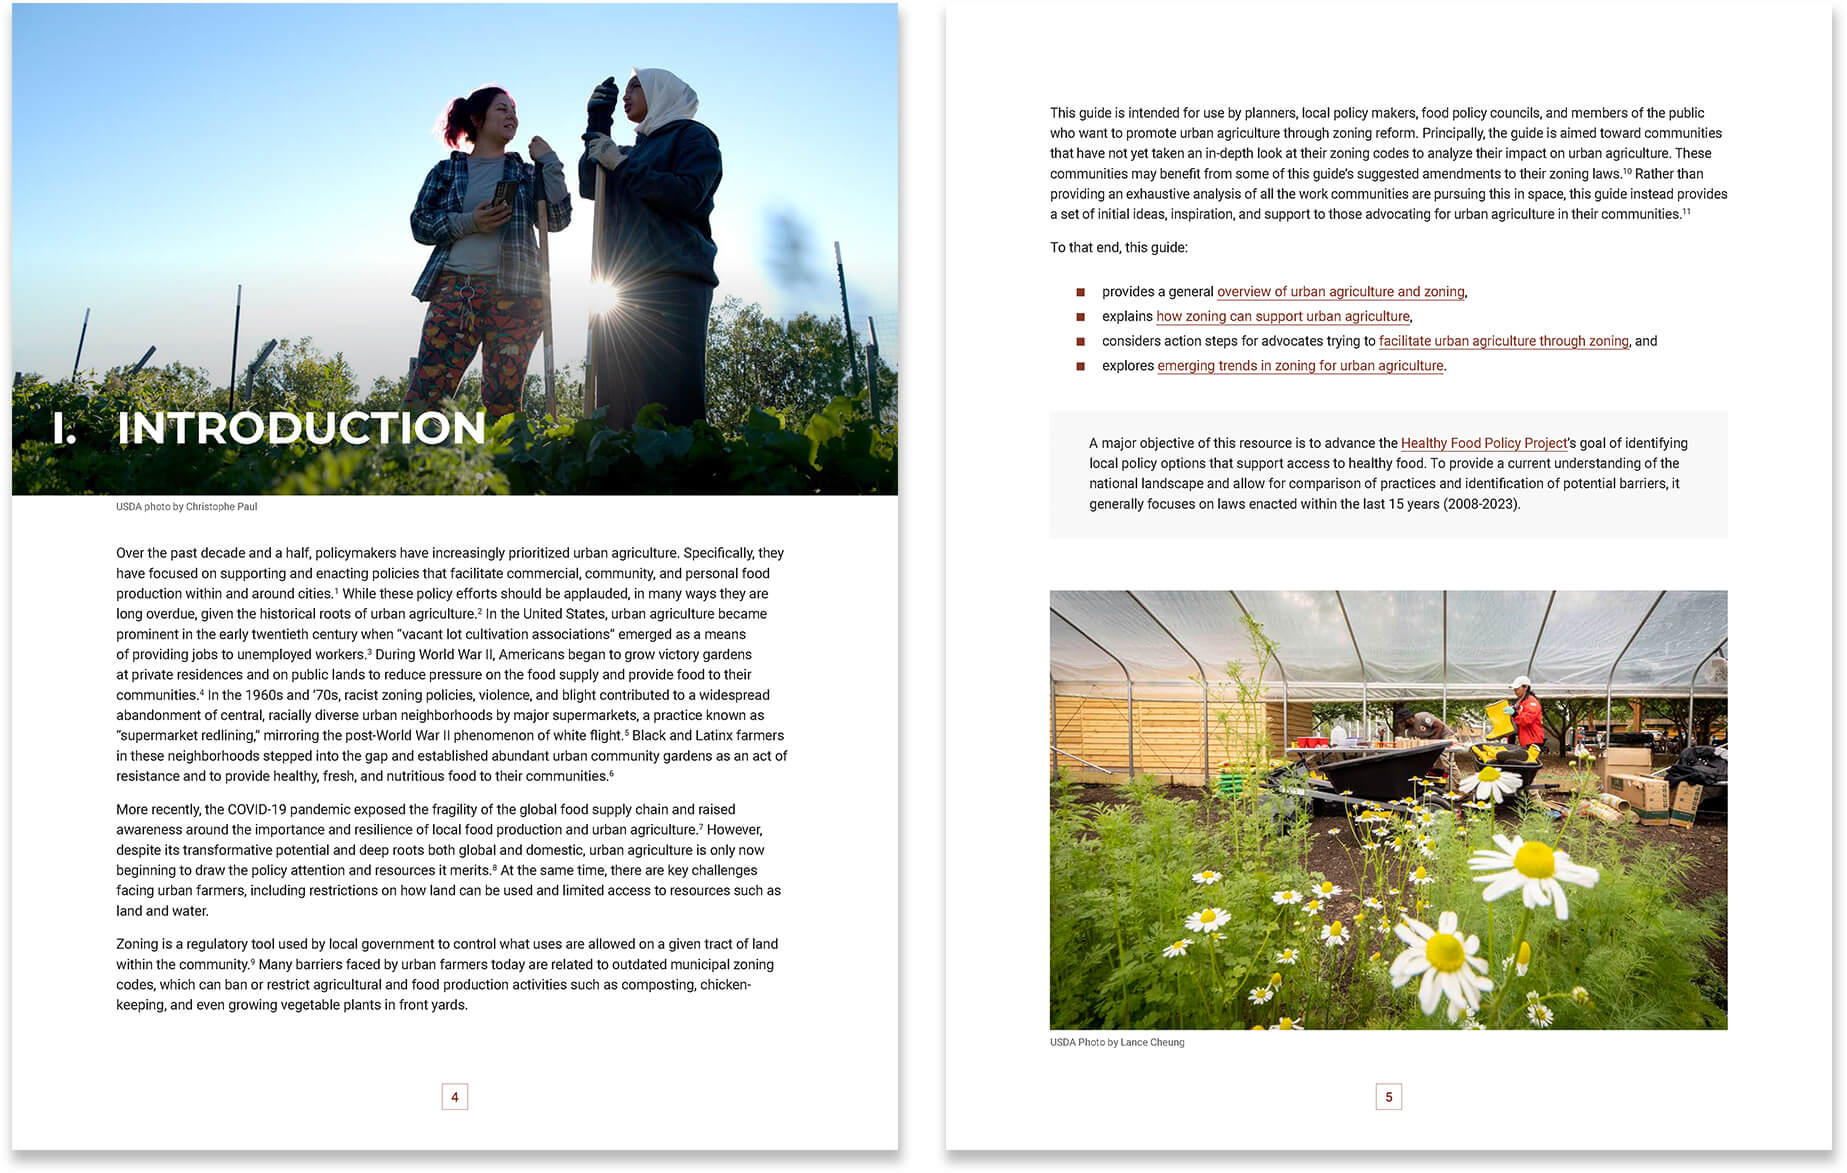 I. INTRODUCTION
USDA photo by Christophe Paul
Over the past decade and a half, policymakers have increasingly prioritized urban agriculture. Specifically, they
have focused on supporting and enacting policies that facilitate commercial, community, and personal food
production within and around cities.¹ While these policy efforts should be applauded, in many ways they are
long overdue, given the historical roots of urban agriculture.² In the United States, urban agriculture became
prominent in the early twentieth century when “vacant lot cultivation associations” emerged as a means
of providing jobs to unemployed workers.³ During World War II, Americans began to grow victory gardens
at private residences and on public lands to reduce pressure on the food supply and provide food to their
communities.⁴ In the 1960s and ’70s, racist zoning policies, violence, and blight contributed to a widespread
abandonment of central, racially diverse urban neighborhoods by major supermarkets, a practice known as
“supermarket redlining,” mirroring the post-World War II phenomenon of white flight.⁵ Black and Latinx farmers
in these neighborhoods stepped into the gap and established abundant urban community gardens as an act of
resistance and to provide healthy, fresh, and nutritious food to their communities.⁶
More recently, the COVID-19 pandemic exposed the fragility of the global food supply chain and raised
awareness around the importance and resilience of local food production and urban agriculture.⁷ However,
despite its transformative potential and deep roots both global and domestic, urban agriculture is only now
beginning to draw the policy attention and resources it merits.⁸ At the same time, there are key challenges
facing urban farmers, including restrictions on how land can be used and limited access to resources such as
land and water.
Zoning is a regulatory tool used by local government to control what uses are allowed on a given tract of land
within the community.⁹ Many barriers faced by urban farmers today are related to outdated municipal zoning
codes, which can ban or restrict agricultural and food production activities such as composting, chicken-
keeping, and even growing vegetable plants in front yards.
4
This guide is intended for use by planners, local policy makers, food policy councils, and members of the public
who want to promote urban agriculture through zoning reform. Principally, the guide is aimed toward communities
that have not yet taken an in-depth look at their zoning codes to analyze their impact on urban agriculture. These
communities may benefit from some of this guide’s suggested amendments to their zoning laws.¹⁰ Rather than
providing an exhaustive analysis of all the work communities are pursuing this in space, this guide instead provides
a set of initial ideas, inspiration, and support to those advocating for urban agriculture in their communities.¹¹
To that end, this guide:
■ provides a general overview of urban agriculture and zoning,
■ explains how zoning can support urban agriculture,
■ considers action steps for advocates trying to facilitate urban agriculture through zoning, and
■ explores emerging trends in zoning for urban agriculture.
A major objective of this resource is to advance the Healthy Food Policy Project’s goal of identifying
local policy options that support access to healthy food. To provide a current understanding of the
national landscape and allow for comparison of practices and identification of potential barriers, it
generally focuses on laws enacted within the last 15 years (2008-2023).
USDA Photo by Lance Cheung
5